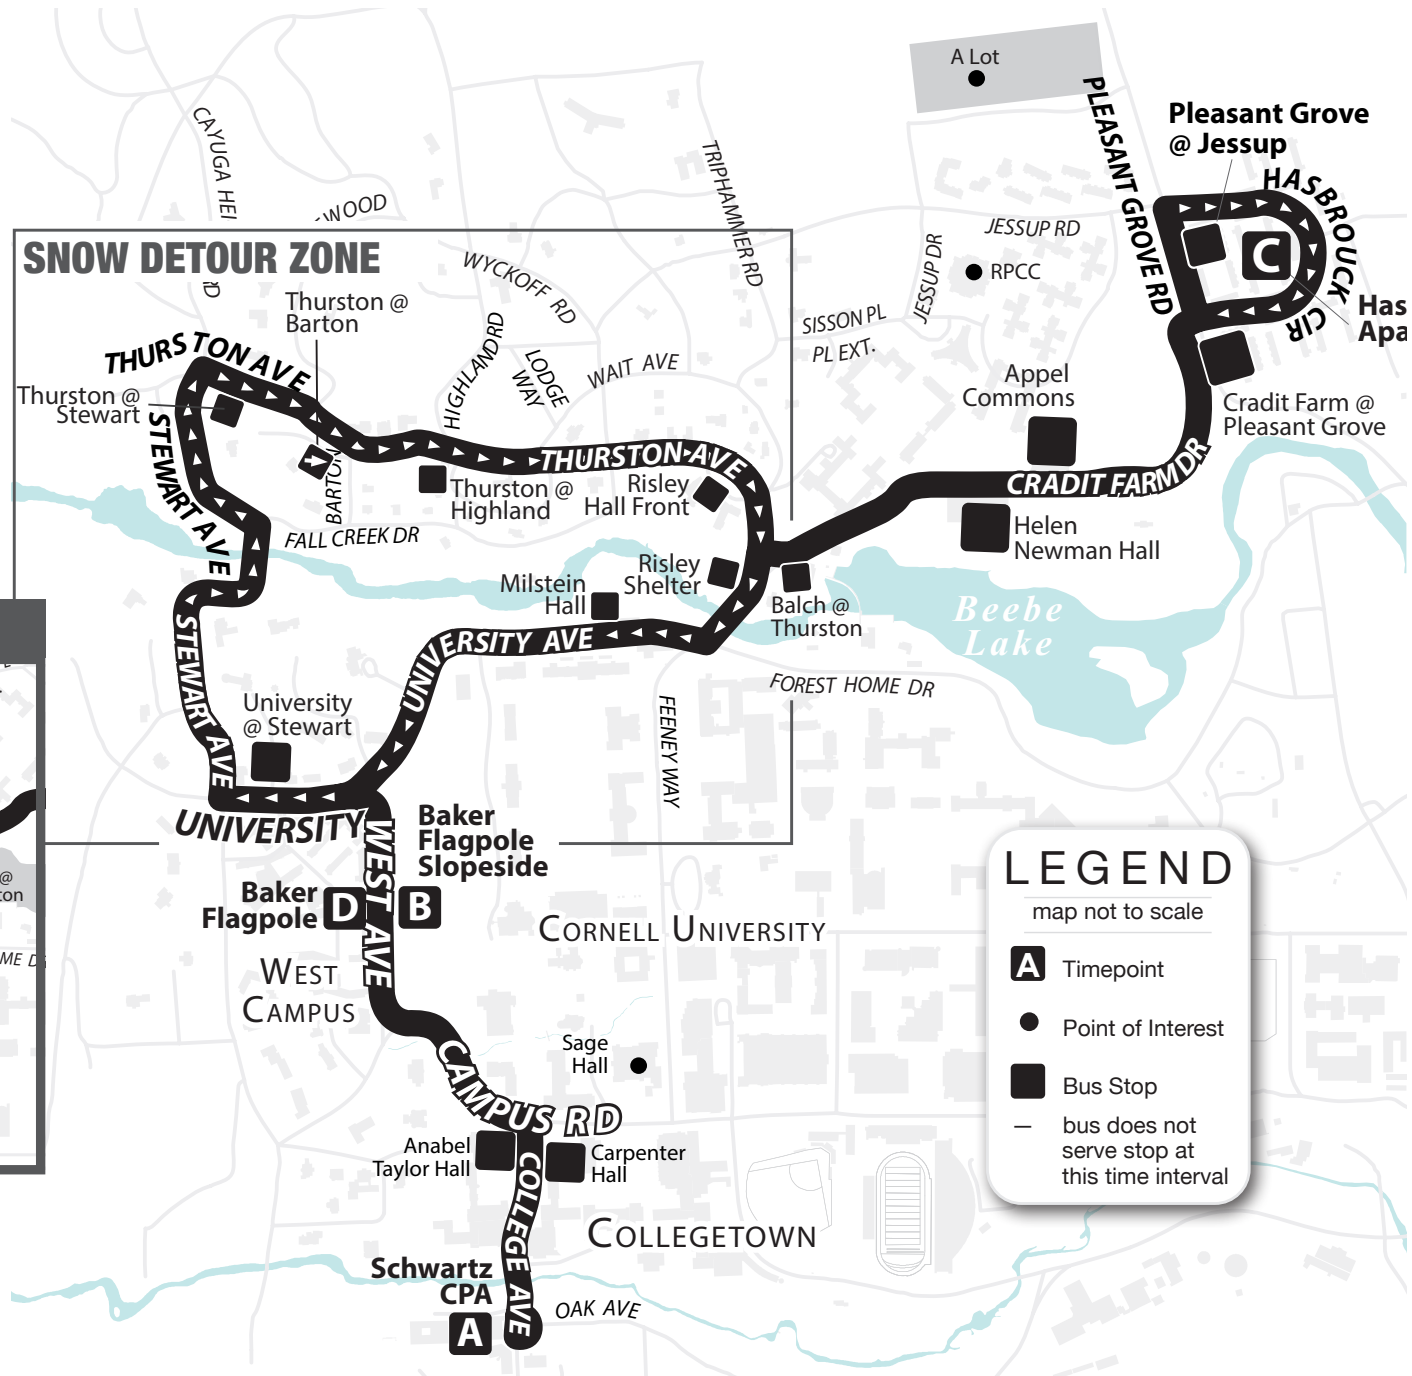 A Lot
PLEASANT GROVE RD
Pleasant Grove
@ Jessup
HASBROUCK
CIR
C
Has
Apa
CAYUGA HEI
RD
WOOD
TRIPHAMMER RD
JESSUP RD
JESSUP DR
RPCC
SNOW DETOUR ZONE
WYCKOFF RD
Thurston @
Barton
HIGHLAND RD
LODGE
WAY
WAIT AVE
SISSON PL
PL EXT.
THURSTON AVE
Thurston @
Stewart
STEWART AVE
BARTON
Appel
Commons
Cradit Farm @
Pleasant Grove
THURSTON AVE
Thurston @
Highland
Risley
Hall Front
CRADIT FARM DR
Helen
Newman Hall
FALL CREEK DR
Milstein
Hall
Risley
Shelter
Balch @
Thurston
Beebe
Lake
STEWART AVE
UNIVERSITY AVE
FOREST HOME DR
FEENEY WAY
University
@ Stewart
UNIVERSITY
WEST AVE
Baker
Flagpole
Slopeside
Baker
Flagpole
D
B
@
ton
ME D
CORNELL UNIVERSITY
WEST
CAMPUS
Sage
Hall
CAMPUS RD
Anabel
Taylor Hall
Carpenter
Hall
COLLEGE AVE
COLLEGETOWN
Schwartz
CPA
A
OAK AVE
LEGEND
map not to scale
A Timepoint
Point of Interest
Bus Stop
— bus does not
serve stop at
this time interval